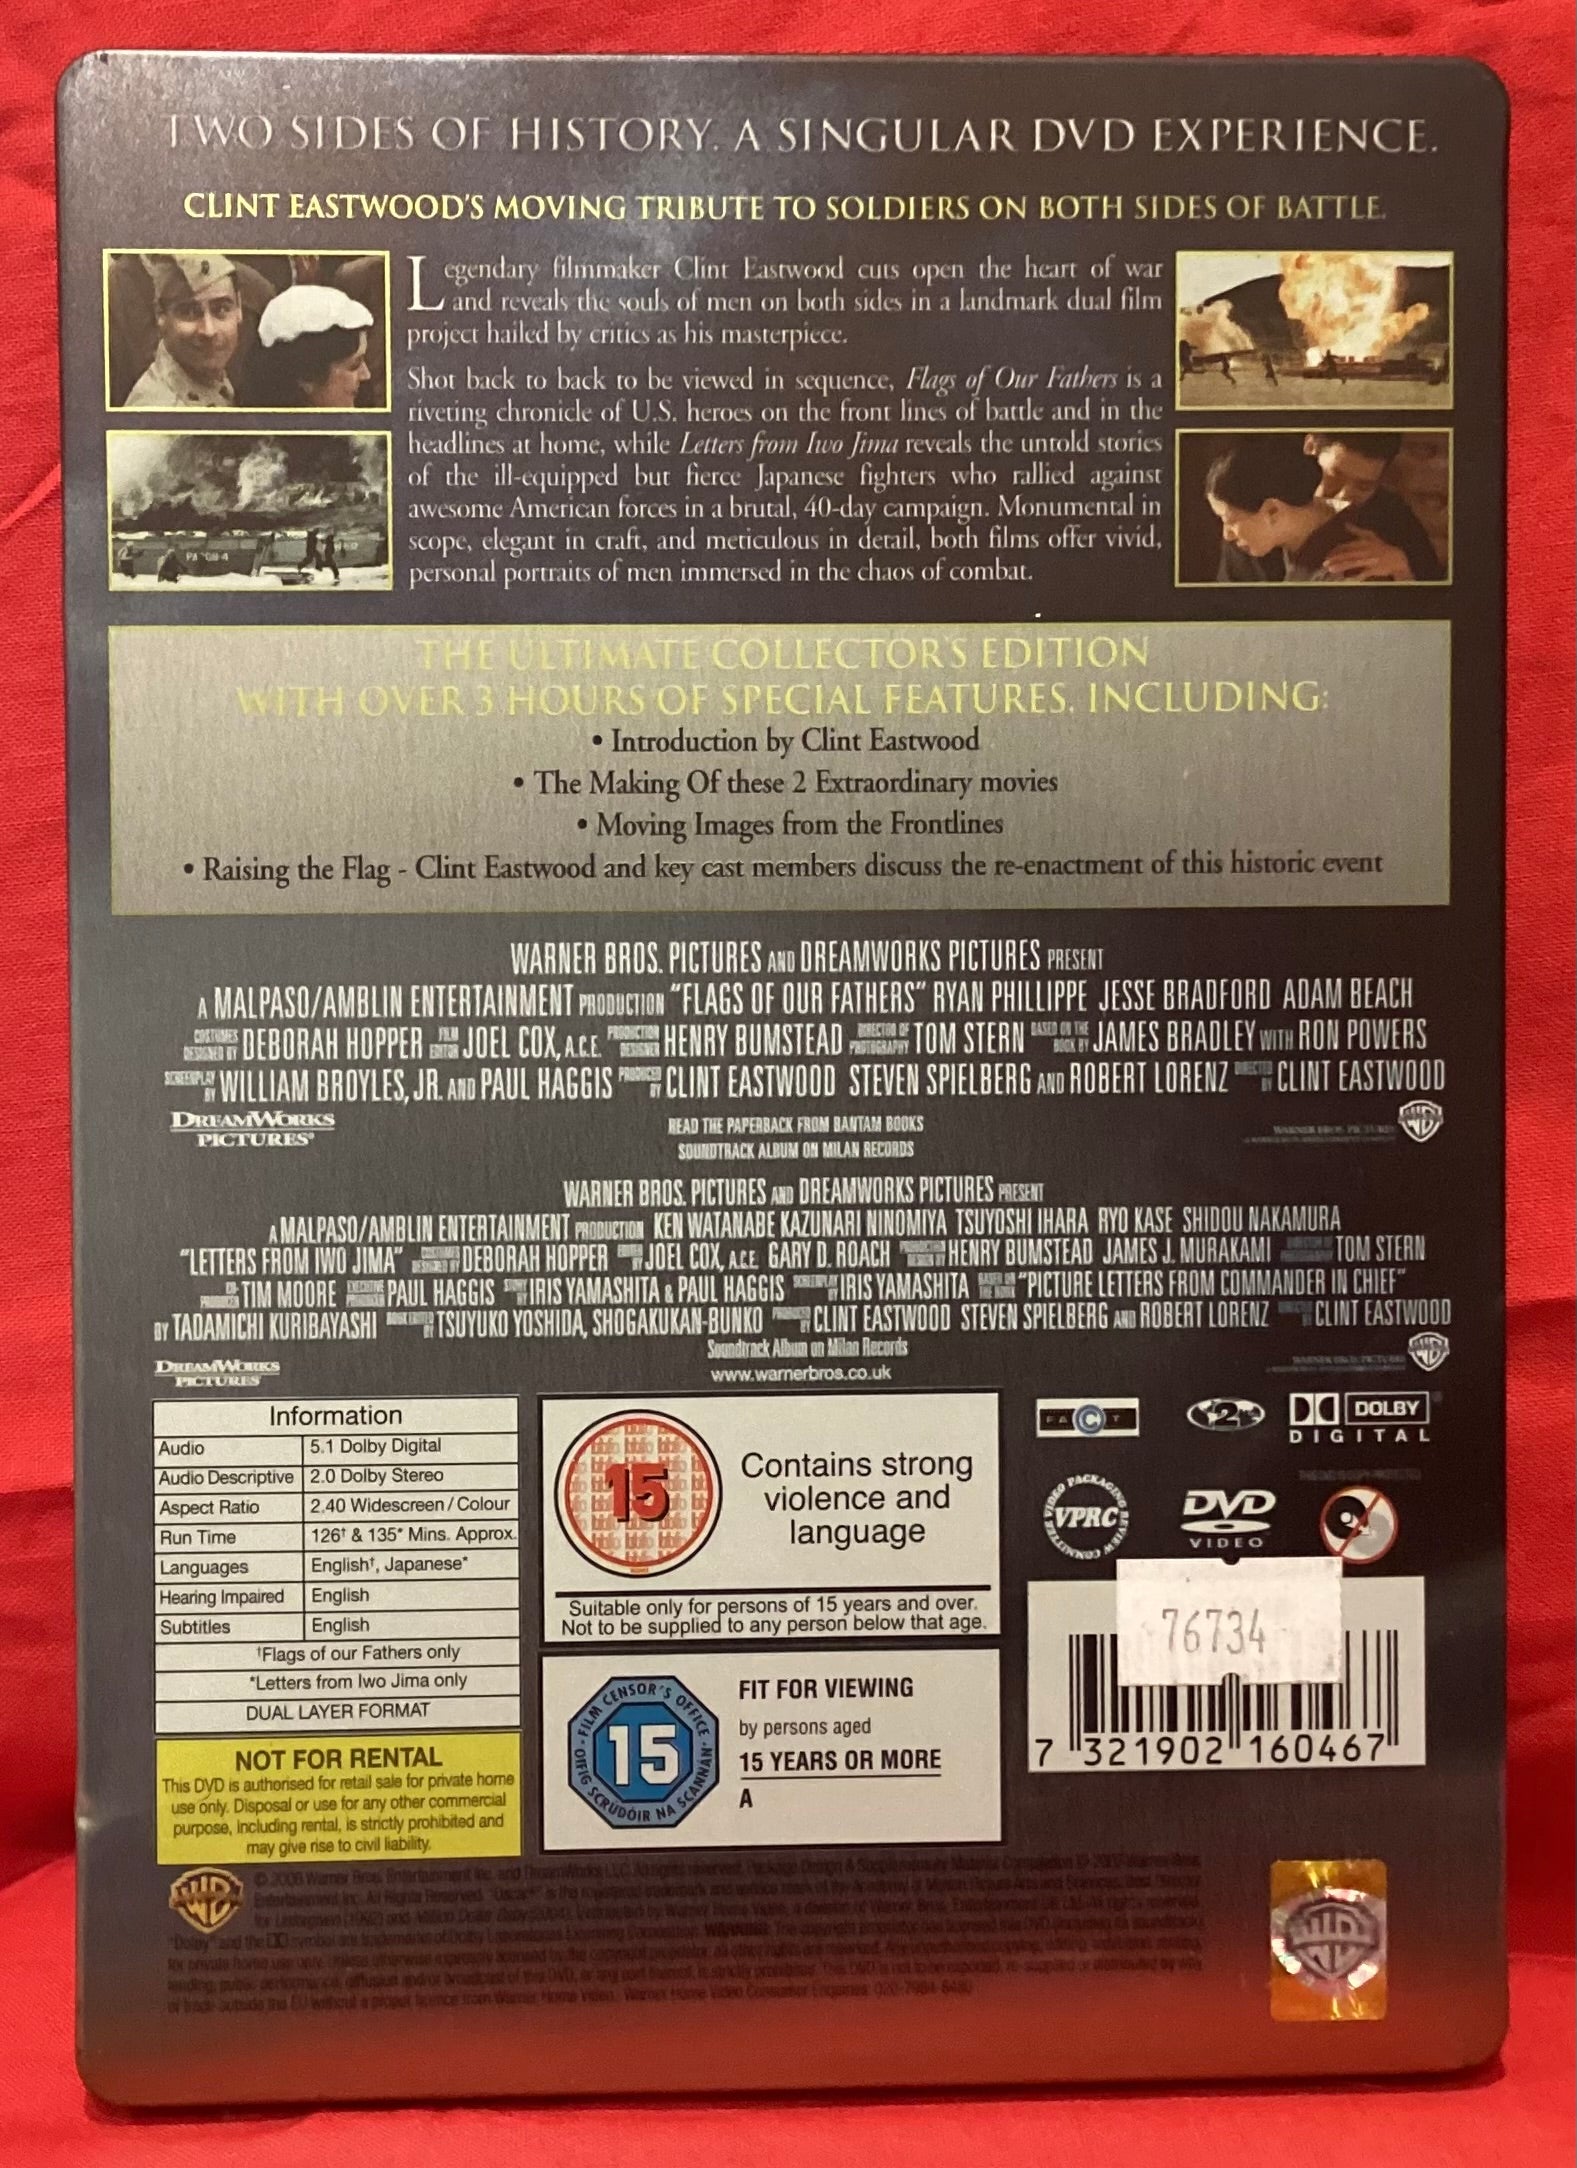 TWO SIDES OF HISTORY. A SINGULAR DVD EXPERIENCE.
CLINT EASTWOOD'S MOVING TRIBUTE TO SOLDIERS ON BOTH SIDES OF BATTLE.
Legendary filmmaker Clint Eastwood cuts open the heart of war
and reveals the souls of men on both sides in a landmark dual film
project hailed by critics as his masterpiece.
Shot back to back to be viewed in sequence, Flags of Our Fathers is a
riveting chronicle of U.S. heroes on the front lines of battle and in the
headlines at home, while Letters from Iwo Jima reveals the untold stories
of the ill-equipped but fierce Japanese fighters who rallied against
awesome American forces in a brutal, 40-day campaign. Monumental in
scope, elegant in craft, and meticulous in detail, both films offer vivid,
personal portraits of men immersed in the chaos of combat.
THE ULTIMATE COLLECTOR'S EDITION
WITH OVER 3 HOURS OF SPECIAL FEATURES, INCLUDING:
• Introduction by Clint Eastwood
• The Making Of these 2 Extraordinary movies
• Moving Images from the Frontlines
• Raising the Flag - Clint Eastwood and key cast members discuss the re-enactment of this historic event
WARNER BROS. PICTURES AND DREAMWORKS PICTURES PRESENT
A MALPASO/AMBLIN ENTERTAINMENT PRODUCTION "FLAGS OF OUR FATHERS" RYAN PHILLIPPE JESSE BRADFORD ADAM BEACH
COSTUMES DESIGNED BY DEBORAH HOPPER FILM EDITOR JOEL COX, A.C.E. PRODUCTION DESIGNER HENRY BUMSTEAD DIRECTOR OF PHOTOGRAPHY TOM STERN BASED ON THE BOOK BY JAMES BRADLEY WITH RON POWERS
SCREENPLAY BY WILLIAM BROYLES, JR. AND PAUL HAGGIS PRODUCED BY CLINT EASTWOOD STEVEN SPIELBERG AND ROBERT LORENZ DIRECTED BY CLINT EASTWOOD
DREAMWORKS
PICTURES
READ THE PAPERBACK FROM BANTAM BOOKS
SOUNDTRACK ALBUM ON MILAN RECORDS
WARNER BROS. PICTURES
WARNER BROS. PICTURES AND DREAMWORKS PICTURES PRESENT
A MALPASO/AMBLIN ENTERTAINMENT PRODUCTION KEN WATANABE KAZUNARI NINOMIYA TSUYOSHI IHARA RYO KASE SHIDOU NAKAMURA
"LETTERS FROM IWO JIMA" DEBORAH HOPPER JOEL COX, A.C.E. GARY D. ROACH HENRY BUMSTEAD JAMES J. MURAKAMI TOM STERN
TIM MOORE EXECUTIVE PRODUCER PAUL HAGGIS STORY BY IRIS YAMASHITA & PAUL HAGGIS SCREENPLAY BY IRIS YAMASHITA "PICTURE LETTERS FROM COMMANDER IN CHIEF"
BY TADAMICHI KURIBAYASHI BY TSUYUKO YOSHIDA, SHOGAKUKAN-BUNKO PRODUCED BY CLINT EASTWOOD STEVEN SPIELBERG AND ROBERT LORENZ DIRECTED BY CLINT EASTWOOD
DREAMWORKS
PICTURES
Soundtrack Album on Milan Records
www.warnerbros.co.uk
Information
Audio 5.1 Dolby Digital
Audio Descriptive 2.0 Dolby Stereo
Aspect Ratio 2.40 Widescreen / Colour
Run Time 126† & 135* Mins. Approx.
Languages English†, Japanese*
Hearing Impaired English
Subtitles English
†Flags of our Fathers only
*Letters from Iwo Jima only
DUAL LAYER FORMAT
NOT FOR RENTAL
This DVD is authorised for retail sale for private home
use only. Disposal or use for any other commercial
purpose, including rental, is strictly prohibited and
may give rise to civil liability.
15
Contains strong
violence and
language
Suitable only for persons of 15 years and over.
Not to be supplied to any person below that age.
FILM CENSOR'S OFFICE
OIFIG SCRÚDÓIR NA SCANNÁN
15
FIT FOR VIEWING
by persons aged
15 YEARS OR MORE
A
FACT
2
DOLBY
DIGITAL
VIDEO PACKAGING REVIEW COMMITTEE
VPRC
DVD
VIDEO
76734
7 321902 160467